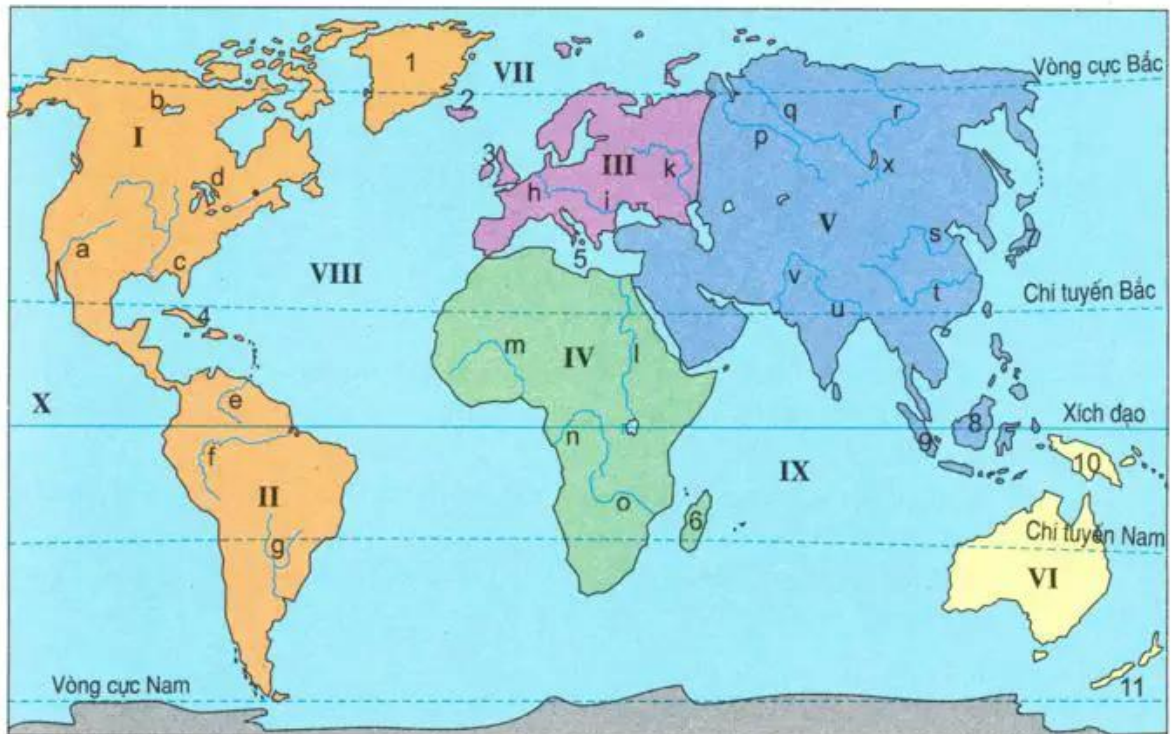 1
VII
Vòng cực Bắc
b
2
I
q
r
3
p
III
x
d
k
h
i
V
a
5
s
c
VIII
v
t
Chí tuyến Bắc
4
u
m
IV
l
X
e
Xích đạo
8
n
9
f
IX
10
II
o
6
g
Chí tuyến Nam
VI
Vòng cực Nam
11